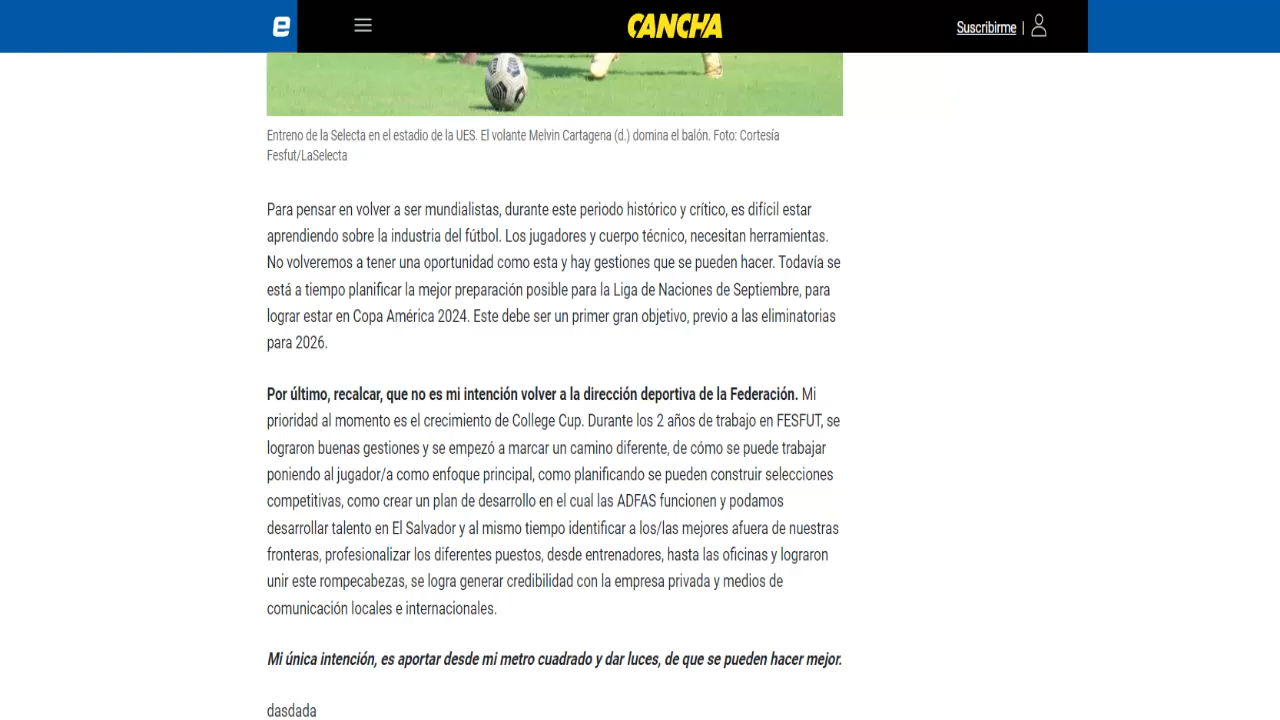 e
CANCHA
Suscribirme |
Entreno de la Selecta en el estadio de la UES. El volante Melvin Cartagena (d.) domina el balón. Foto: Cortesía
Fesfut/LaSelecta
Para pensar en volver a ser mundialistas, durante este periodo histórico y crítico, es difícil estar
aprendiendo sobre la industria del fútbol. Los jugadores y cuerpo técnico, necesitan herramientas.
No volveremos a tener una oportunidad como esta y hay gestiones que se pueden hacer. Todavía se
está a tiempo planificar la mejor preparación posible para la Liga de Naciones de Septiembre, para
lograr estar en Copa América 2024. Este debe ser un primer gran objetivo, previo a las eliminatorias
para 2026.
Por último, recalcar, que no es mi intención volver a la dirección deportiva de la Federación. Mi
prioridad al momento es el crecimiento de College Cup. Durante los 2 años de trabajo en FESFUT, se
lograron buenas gestiones y se empezó a marcar un camino diferente, de cómo se puede trabajar
poniendo al jugador/a como enfoque principal, como planificando se pueden construir selecciones
competitivas, como crear un plan de desarrollo en el cual las ADFAS funcionen y podamos
desarrollar talento en El Salvador y al mismo tiempo identificar a los/las mejores afuera de nuestras
fronteras, profesionalizar los diferentes puestos, desde entrenadores, hasta las oficinas y lograron
unir este rompecabezas, se logra generar credibilidad con la empresa privada y medios de
comunicación locales e internacionales.
Mi única intención, es aportar desde mi metro cuadrado y dar luces, de que se pueden hacer mejor.
dasdada